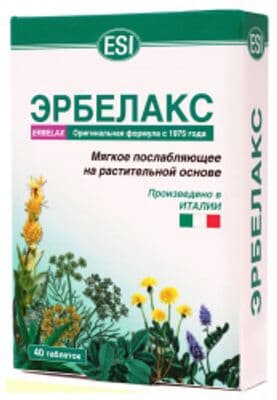 ESI
ЭРБЕЛАКС
ERBELAX Оригинальная формула с 1975 года
Мягкое послабляющее
на растительной основе
Произведено в
ИТАЛИИ
40 таблеток